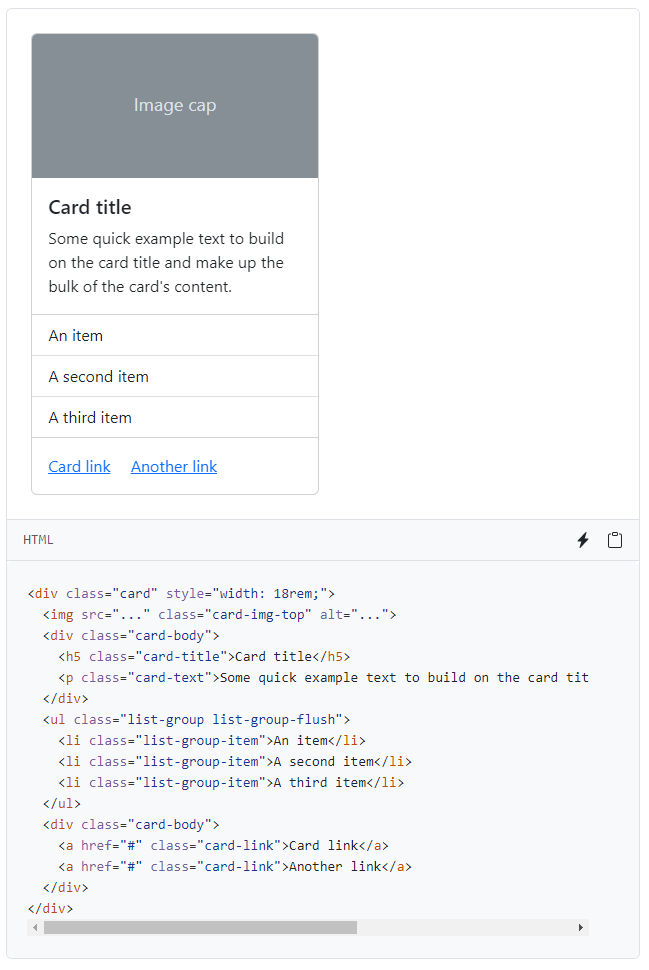 Image cap
Card title
Some quick example text to build
on the card title and make up the
bulk of the card's content.
An item
A second item
A third item
Card link Another link
HTML
<div class="card" style="width: 18rem;">
  <img src="..." class="card-img-top" alt="...">
  <div class="card-body">
    <h5 class="card-title">Card title</h5>
    <p class="card-text">Some quick example text to build on the card tit
  </div>
  <ul class="list-group list-group-flush">
    <li class="list-group-item">An item</li>
    <li class="list-group-item">A second item</li>
    <li class="list-group-item">A third item</li>
  </ul>
  <div class="card-body">
    <a href="#" class="card-link">Card link</a>
    <a href="#" class="card-link">Another link</a>
  </div>
</div>